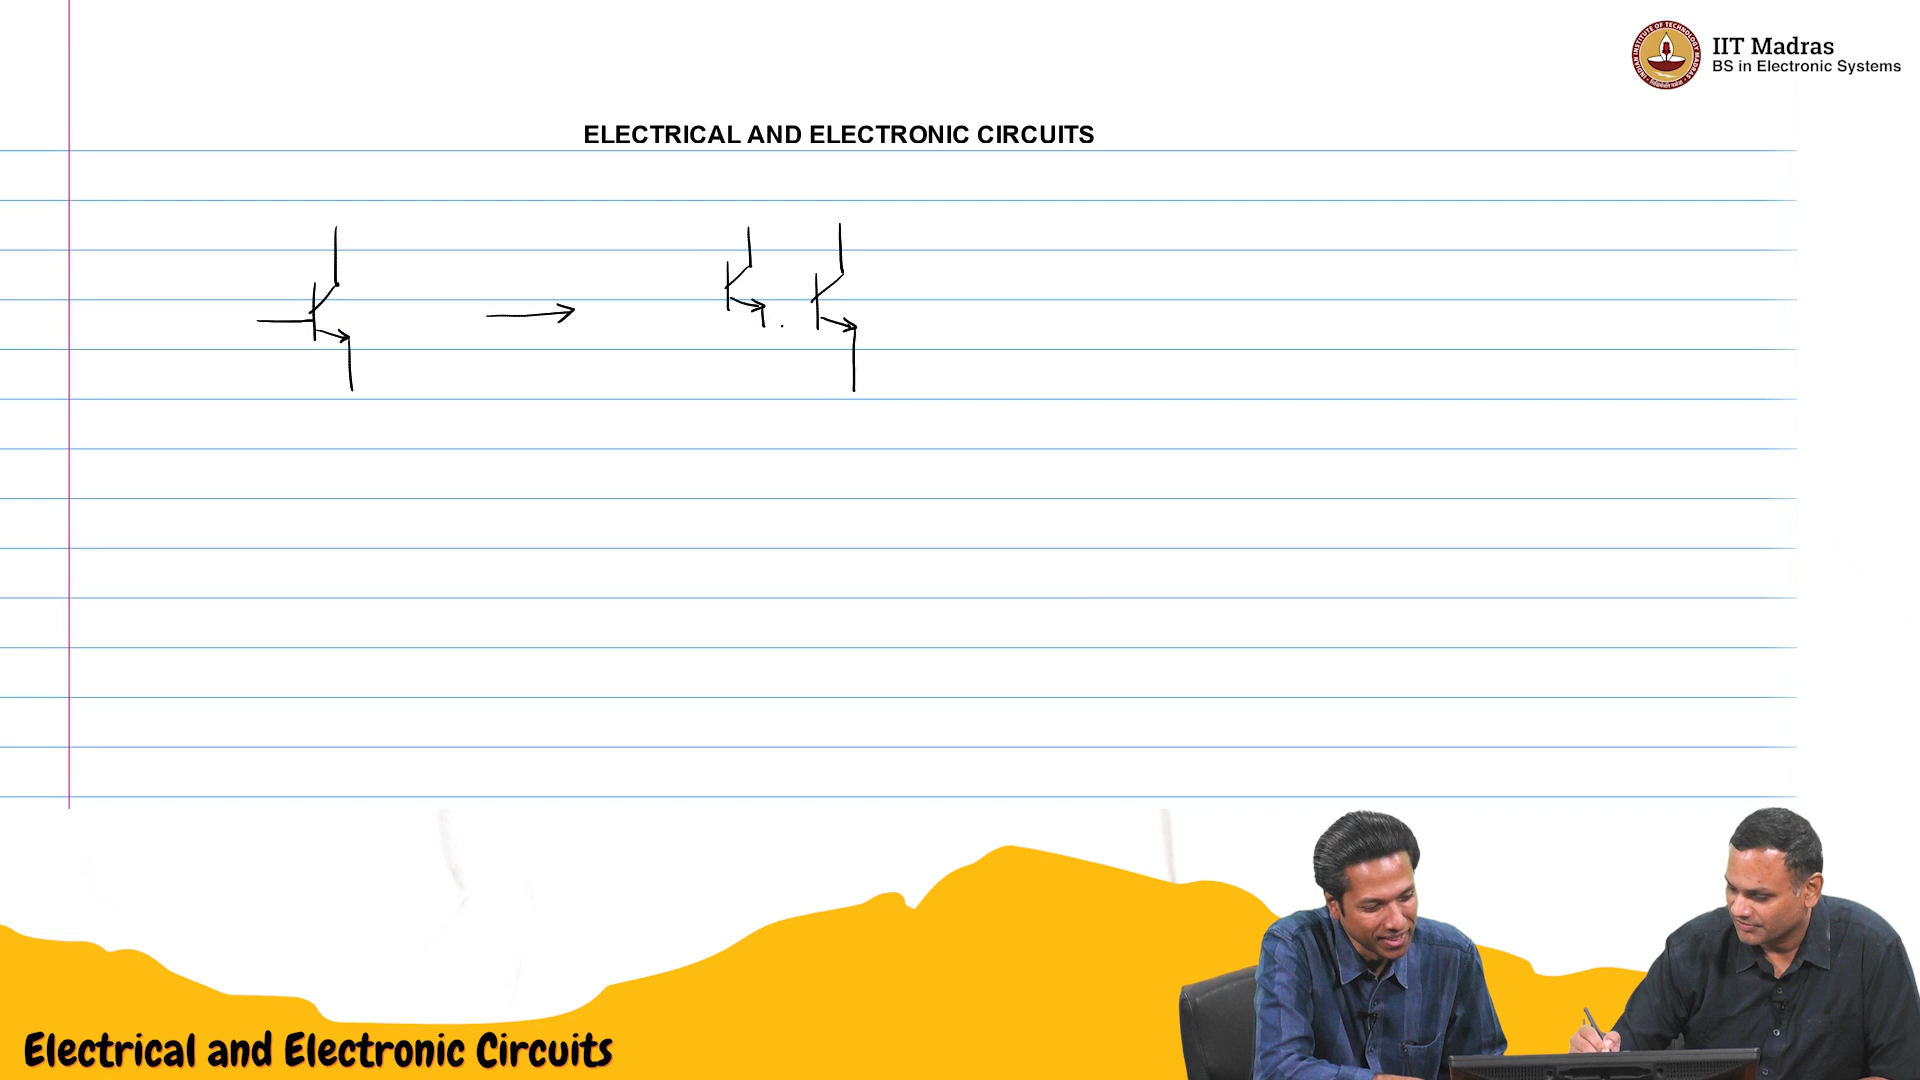 IIT Madras
BS in Electronic Systems
ELECTRICAL AND ELECTRONIC CIRCUITS
Electrical and Electronic Circuits